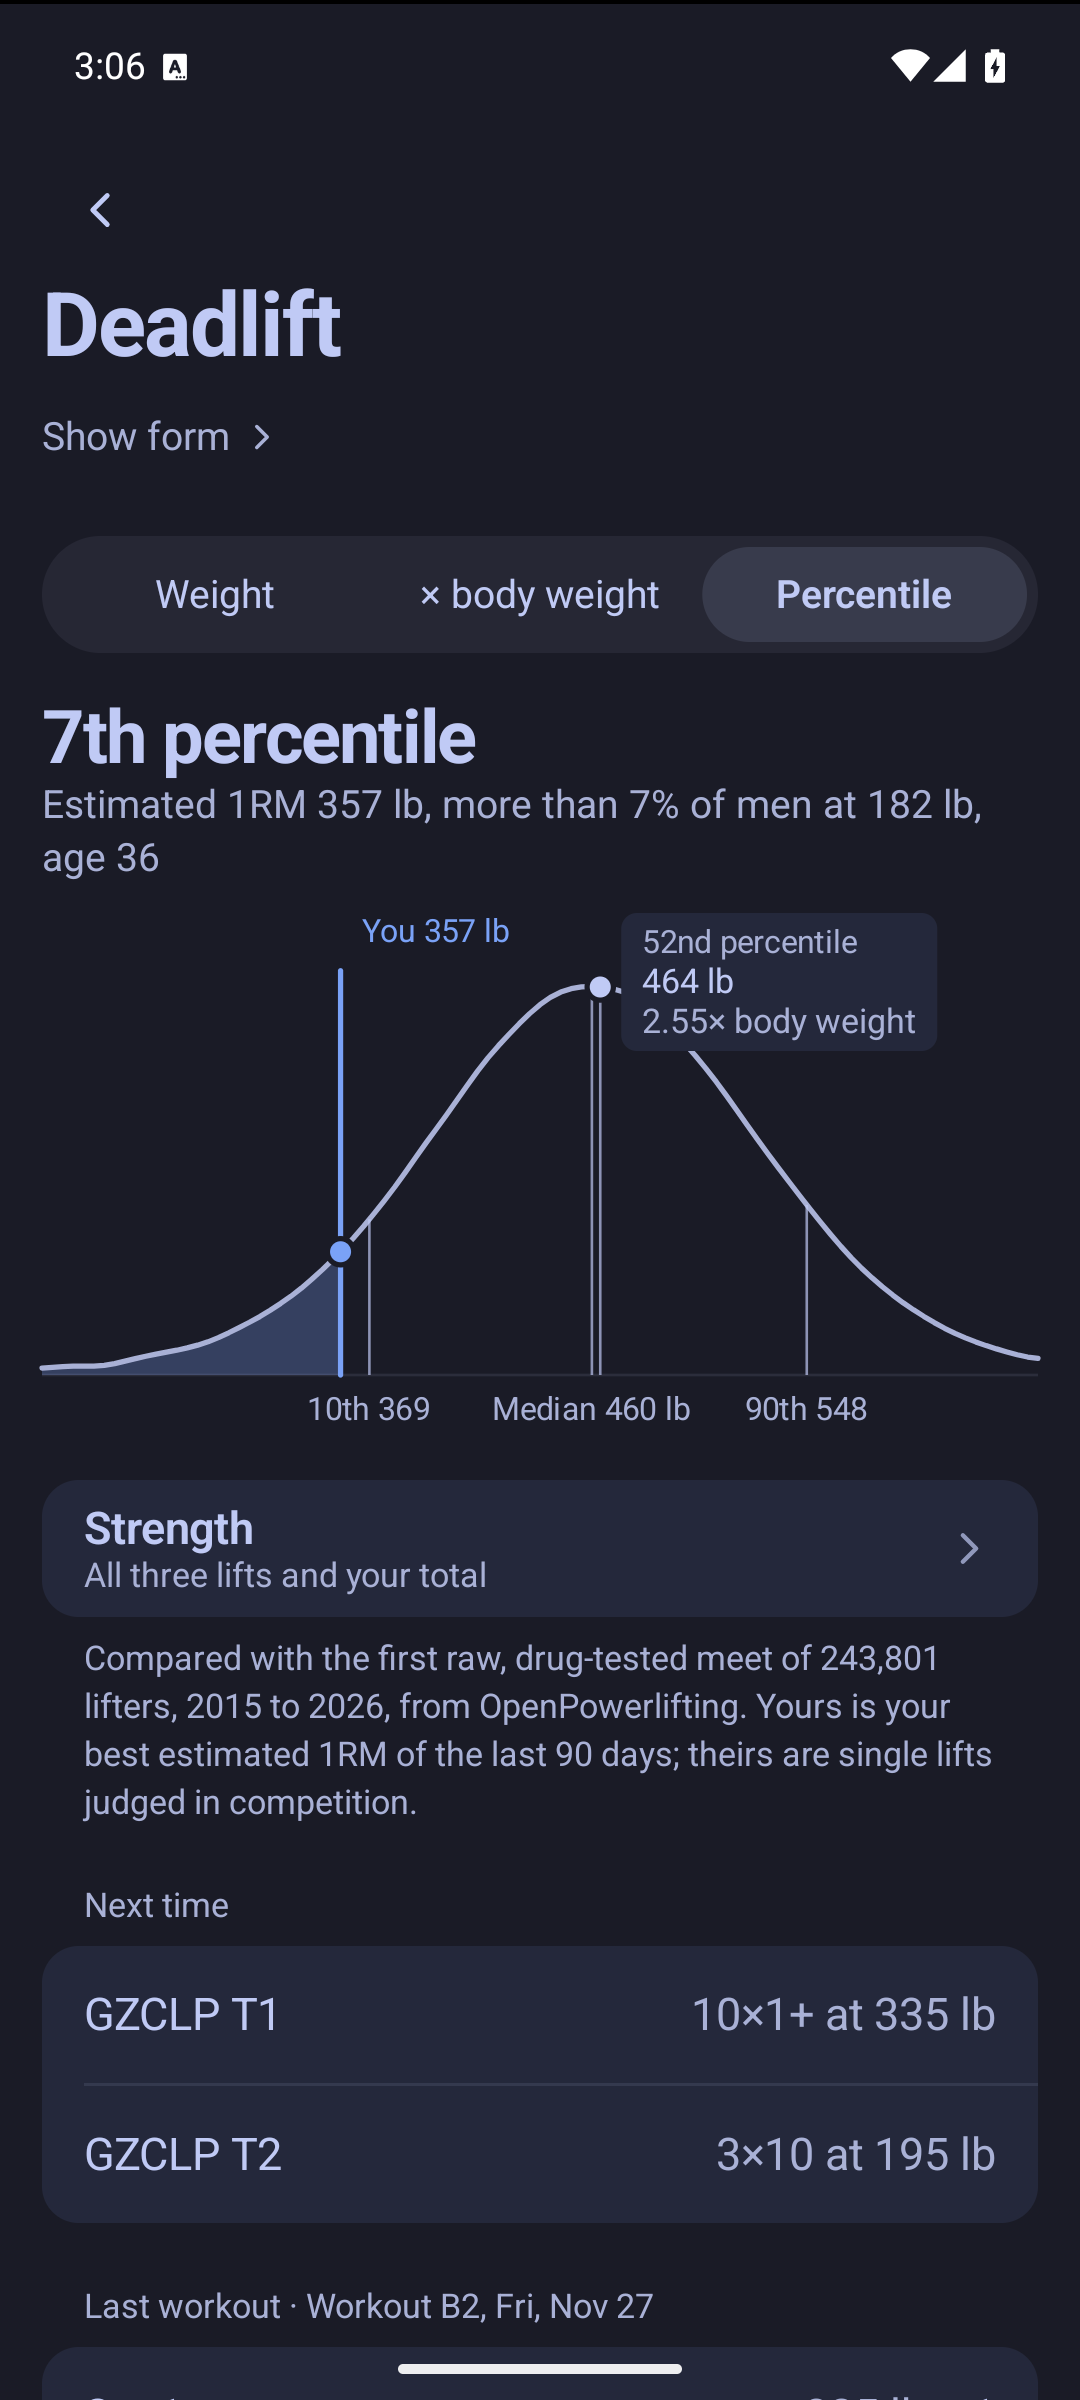 3:06
Deadlift
Show form
Weight
× body weight
Percentile
7th percentile
Estimated 1RM 357 lb, more than 7% of men at 182 lb,
age 36
You 357 lb
52nd percentile
464 lb
2.55× body weight
10th 369
Median 460 lb
90th 548
Strength
All three lifts and your total
Compared with the first raw, drug-tested meet of 243,801
lifters, 2015 to 2026, from OpenPowerlifting. Yours is your
best estimated 1RM of the last 90 days; theirs are single lifts
judged in competition.
Next time
GZCLP T1
10×1+ at 335 lb
GZCLP T2
3×10 at 195 lb
Last workout · Workout B2, Fri, Nov 27